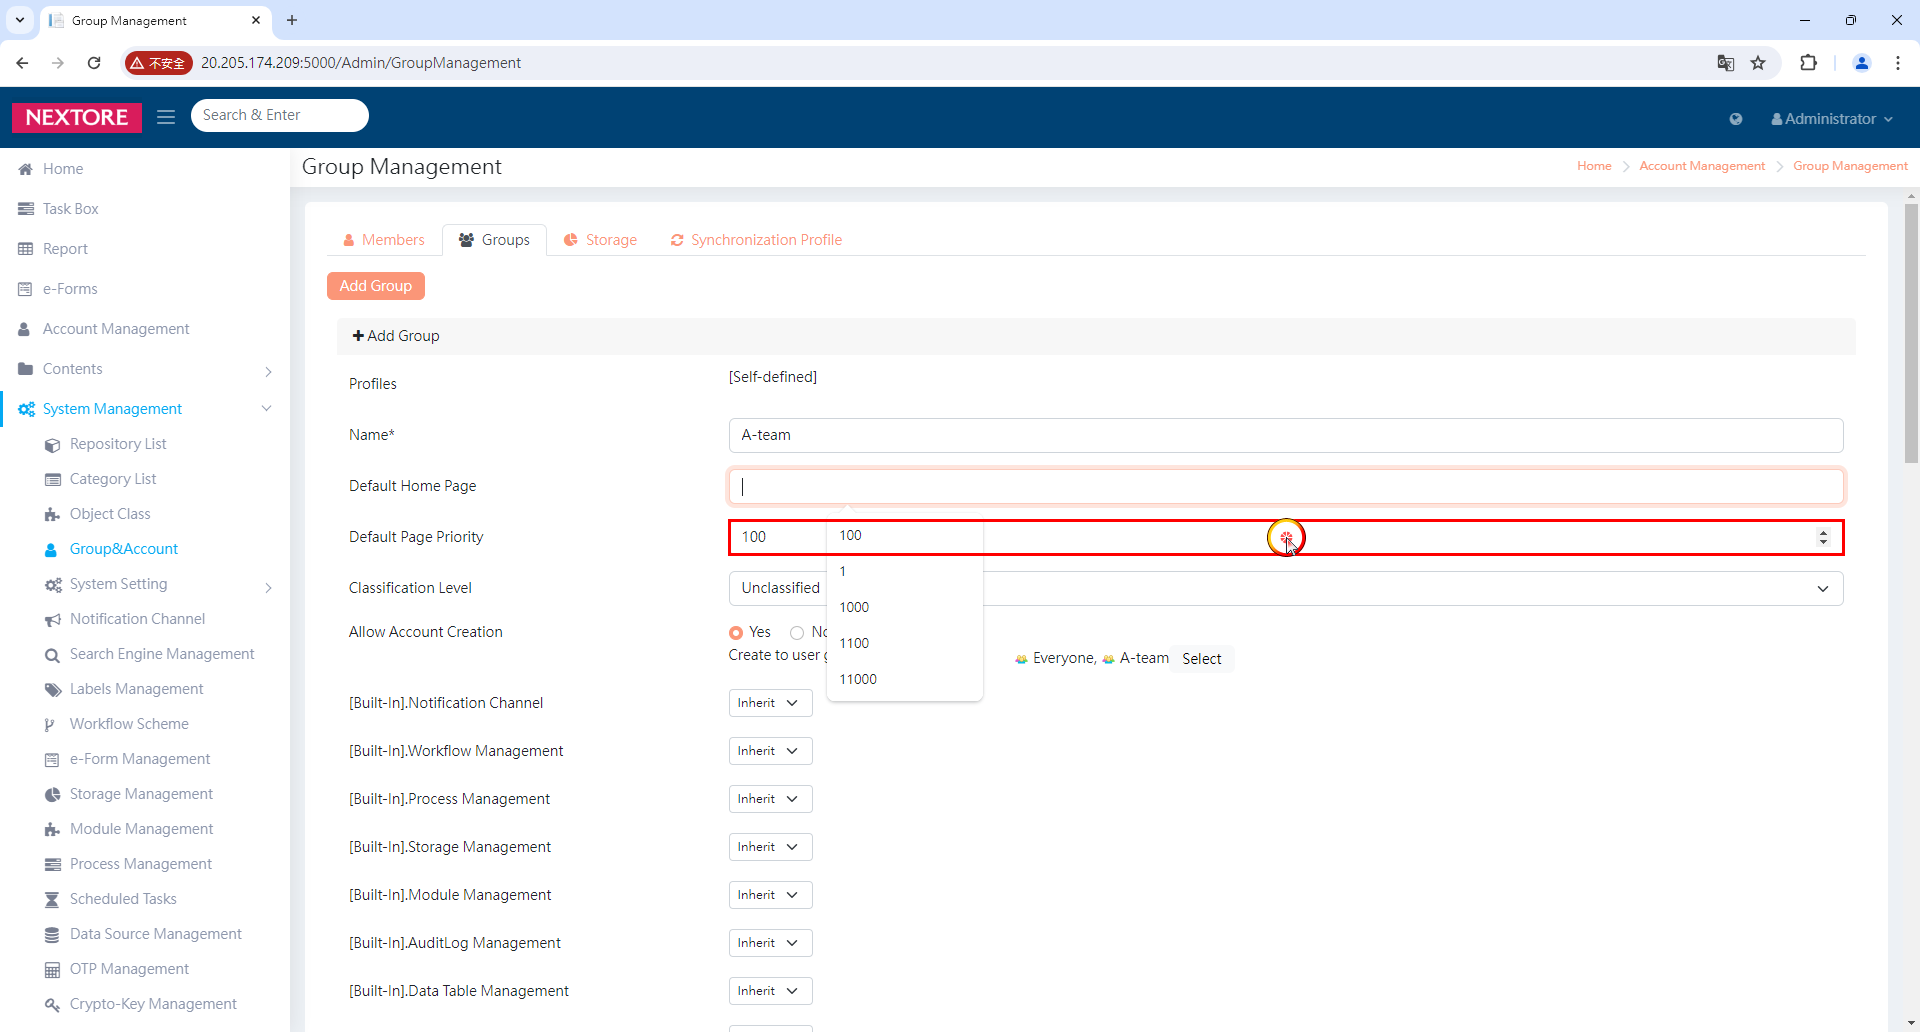 Group Management
不安全
20.205.174.209:5000/Admin/GroupManagement
NEXTORE
Search & Enter
Administrator
Home
Task Box
Report
e-Forms
Account Management
Contents
System Management
Repository List
Category List
Object Class
Group&Account
System Setting
Notification Channel
Search Engine Management
Labels Management
Workflow Scheme
e-Form Management
Storage Management
Module Management
Process Management
Scheduled Tasks
Data Source Management
OTP Management
Crypto-Key Management
Group Management
Home > Account Management > Group Management
Members
Groups
Storage
Synchronization Profile
Add Group
Add Group
Profiles
[Self-defined]
Name*
A-team
Default Home Page
Default Page Priority
100
100
1
1000
1100
11000
Classification Level
Unclassified
Allow Account Creation
Yes
Create to user
Everyone, A-team Select
[Built-In].Notification Channel
Inherit
[Built-In].Workflow Management
Inherit
[Built-In].Process Management
Inherit
[Built-In].Storage Management
Inherit
[Built-In].Module Management
Inherit
[Built-In].AuditLog Management
Inherit
[Built-In].Data Table Management
Inherit